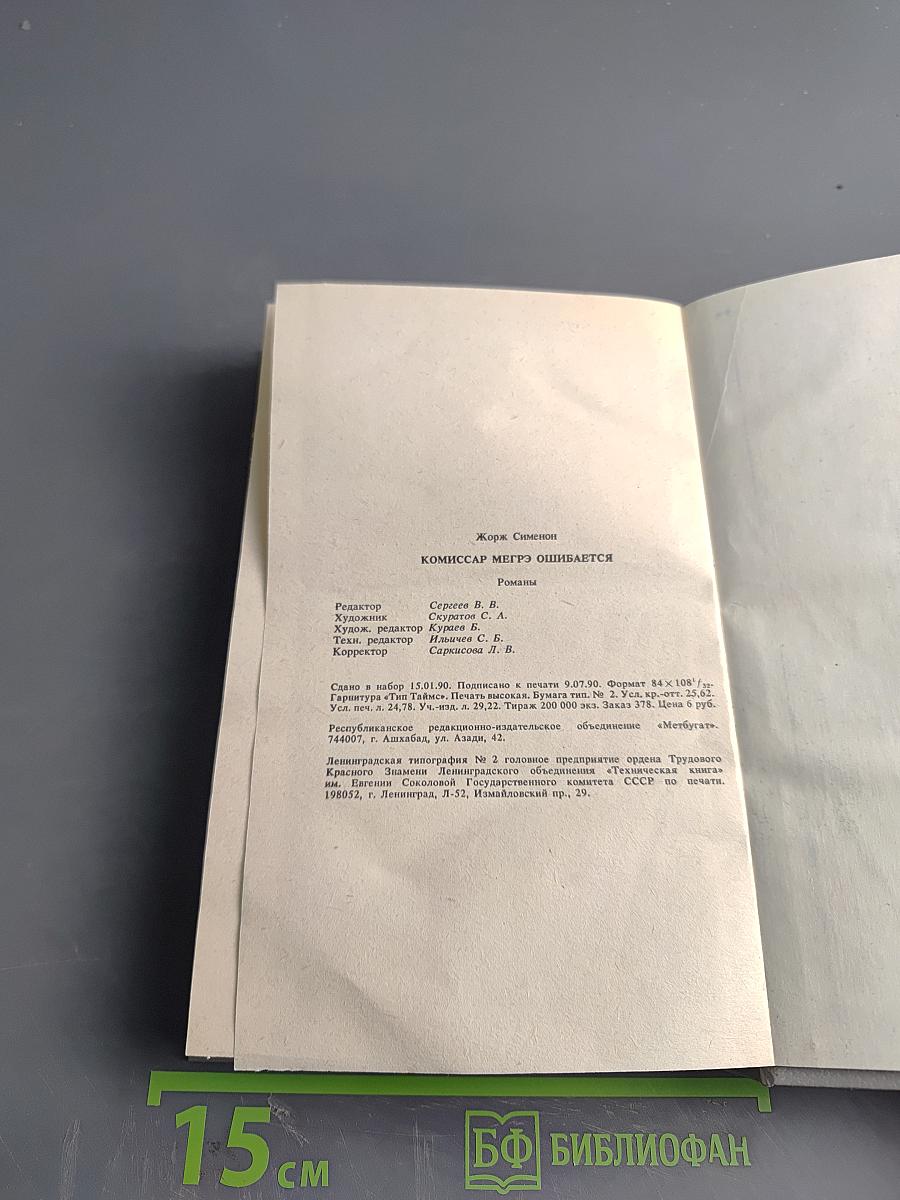 Жорж Сименон
КОМИССАР МЕГРЭ ОШИБАЕТСЯ
Романы
Редактор Сергеев В. В.
Художник Скуратов С. А.
Худож. редактор Кураев Б.
Техн. редактор Ильичев С. Б.
Корректор Саркисова Л. В.
Сдано в набор 15.01.90. Подписано к печати 9.07.90. Формат 84×108¹/₃₂.
Гарнитура «Тип Таймс». Печать высокая. Бумага тип. № 2. Усл. кр.-отт. 25,62.
Усл. печ. л. 24,78. Уч.-изд. л. 29,22. Тираж 200 000 экз. Заказ 378. Цена 6 руб.
Республиканское редакционно-издательское объединение «Метбугат».
744007, г. Ашхабад, ул. Азади, 42.
Ленинградская типография № 2 головное предприятие ордена Трудового
Красного Знамени Ленинградского объединения «Техническая книга»
им. Евгении Соколовой Государственного комитета СССР по печати.
198052, г. Ленинград, Л-52, Измайловский пр., 29.
15 см
БФ БИБЛИОФАН